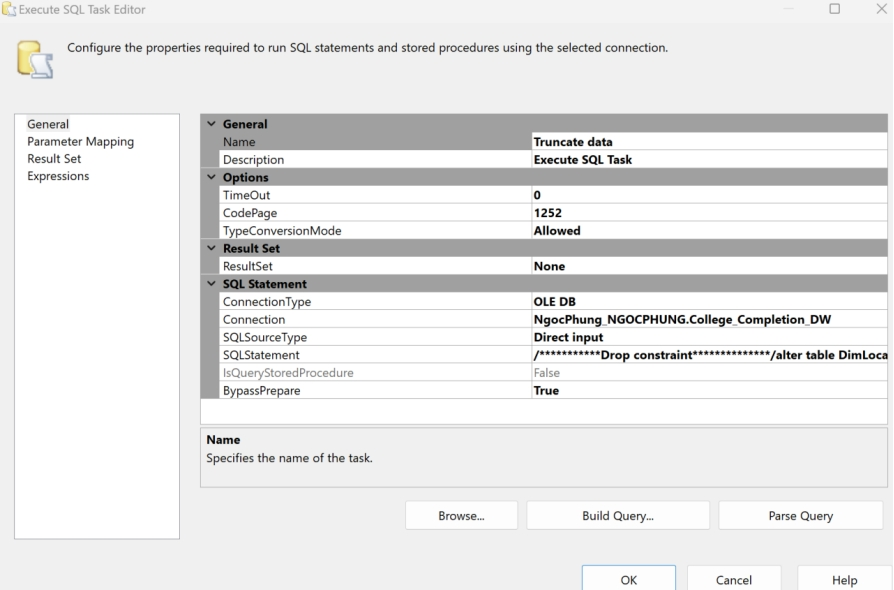 Execute SQL Task Editor
Configure the properties required to run SQL statements and stored procedures using the selected connection.
General
Parameter Mapping
Result Set
Expressions
General
Name Truncate data
Description Execute SQL Task
Options
TimeOut 0
CodePage 1252
TypeConversionMode Allowed
Result Set
ResultSet None
SQL Statement
ConnectionType OLE DB
Connection NgocPhung_NGOCPHUNG.College_Completion_DW
SQLSourceType Direct input
SQLStatement /***********Drop constraint**************/alter table DimLoca
IsQueryStoredProcedure False
BypassPrepare True
Name
Specifies the name of the task.
Browse... Build Query... Parse Query
OK Cancel Help